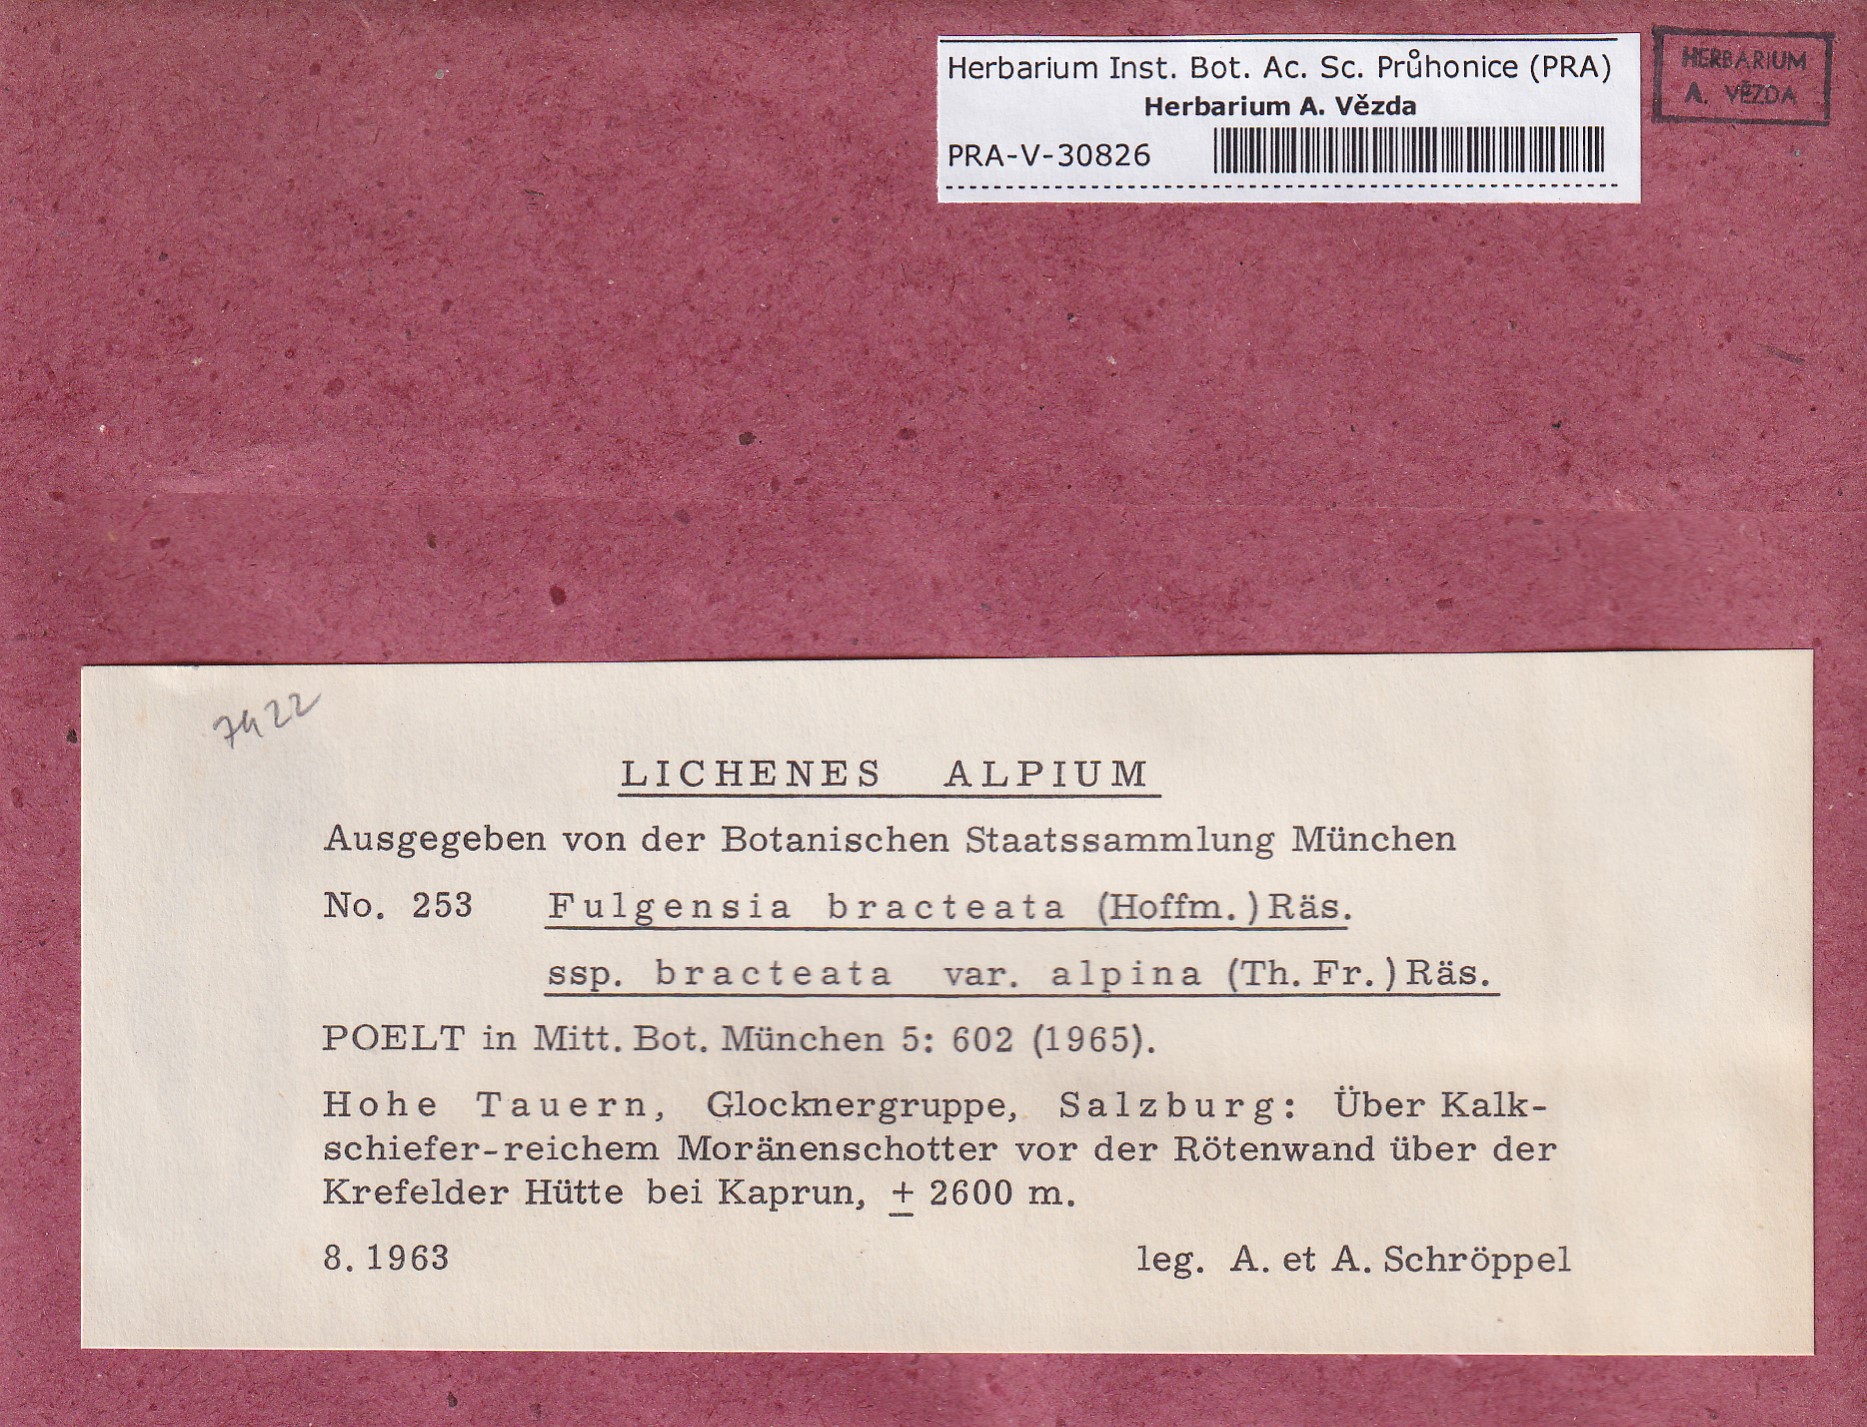 Herbarium Inst. Bot. Ac. Sc. Průhonice (PRA)
Herbarium A. Vězda
PRA-V-30826
HERBARIUM
A. VĚZDA
7422
LICHENES ALPIUM
Ausgegeben von der Botanischen Staatssammlung München
No. 253 Fulgensia bracteata (Hoffm.) Räs.
ssp. bracteata var. alpina (Th. Fr.) Räs.
POELT in Mitt. Bot. München 5: 602 (1965).
Hohe Tauern, Glocknergruppe, Salzburg: Über Kalk-
schiefer-reichem Moränenschotter vor der Rötenwand über der
Krefelder Hütte bei Kaprun, ± 2600 m.
8. 1963 leg. A. et A. Schröppel